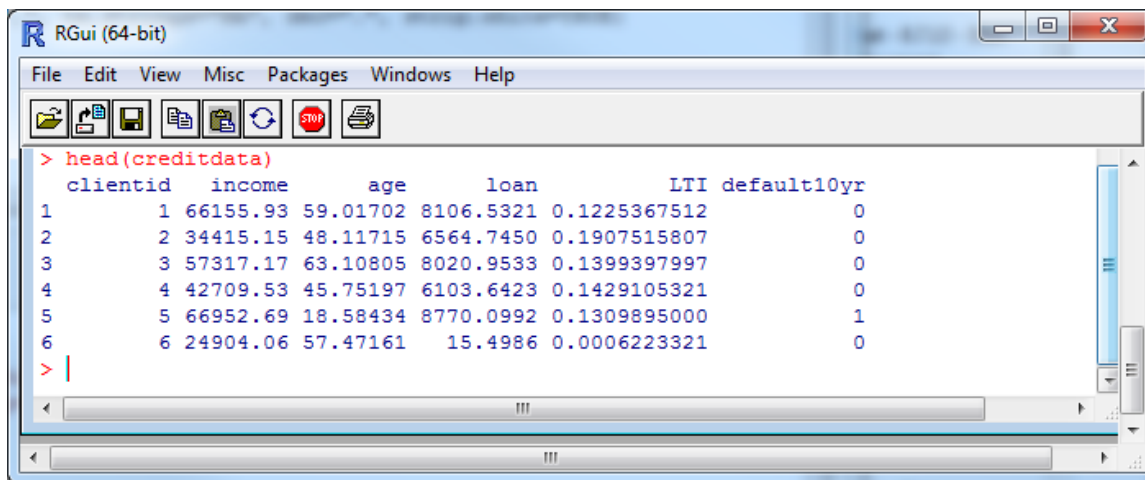 RGui (64-bit)
File Edit View Misc Packages Windows Help
STOP
> head(creditdata)
  clientid   income      age      loan          LTI default10yr
1        1 66155.93 59.01702 8106.5321 0.1225367512           0
2        2 34415.15 48.11715 6564.7450 0.1907515807           0
3        3 57317.17 63.10805 8020.9533 0.1399397997           0
4        4 42709.53 45.75197 6103.6423 0.1429105321           0
5        5 66952.69 18.58434 8770.0992 0.1309895000           1
6        6 24904.06 57.47161   15.4986 0.0006223321           0
>